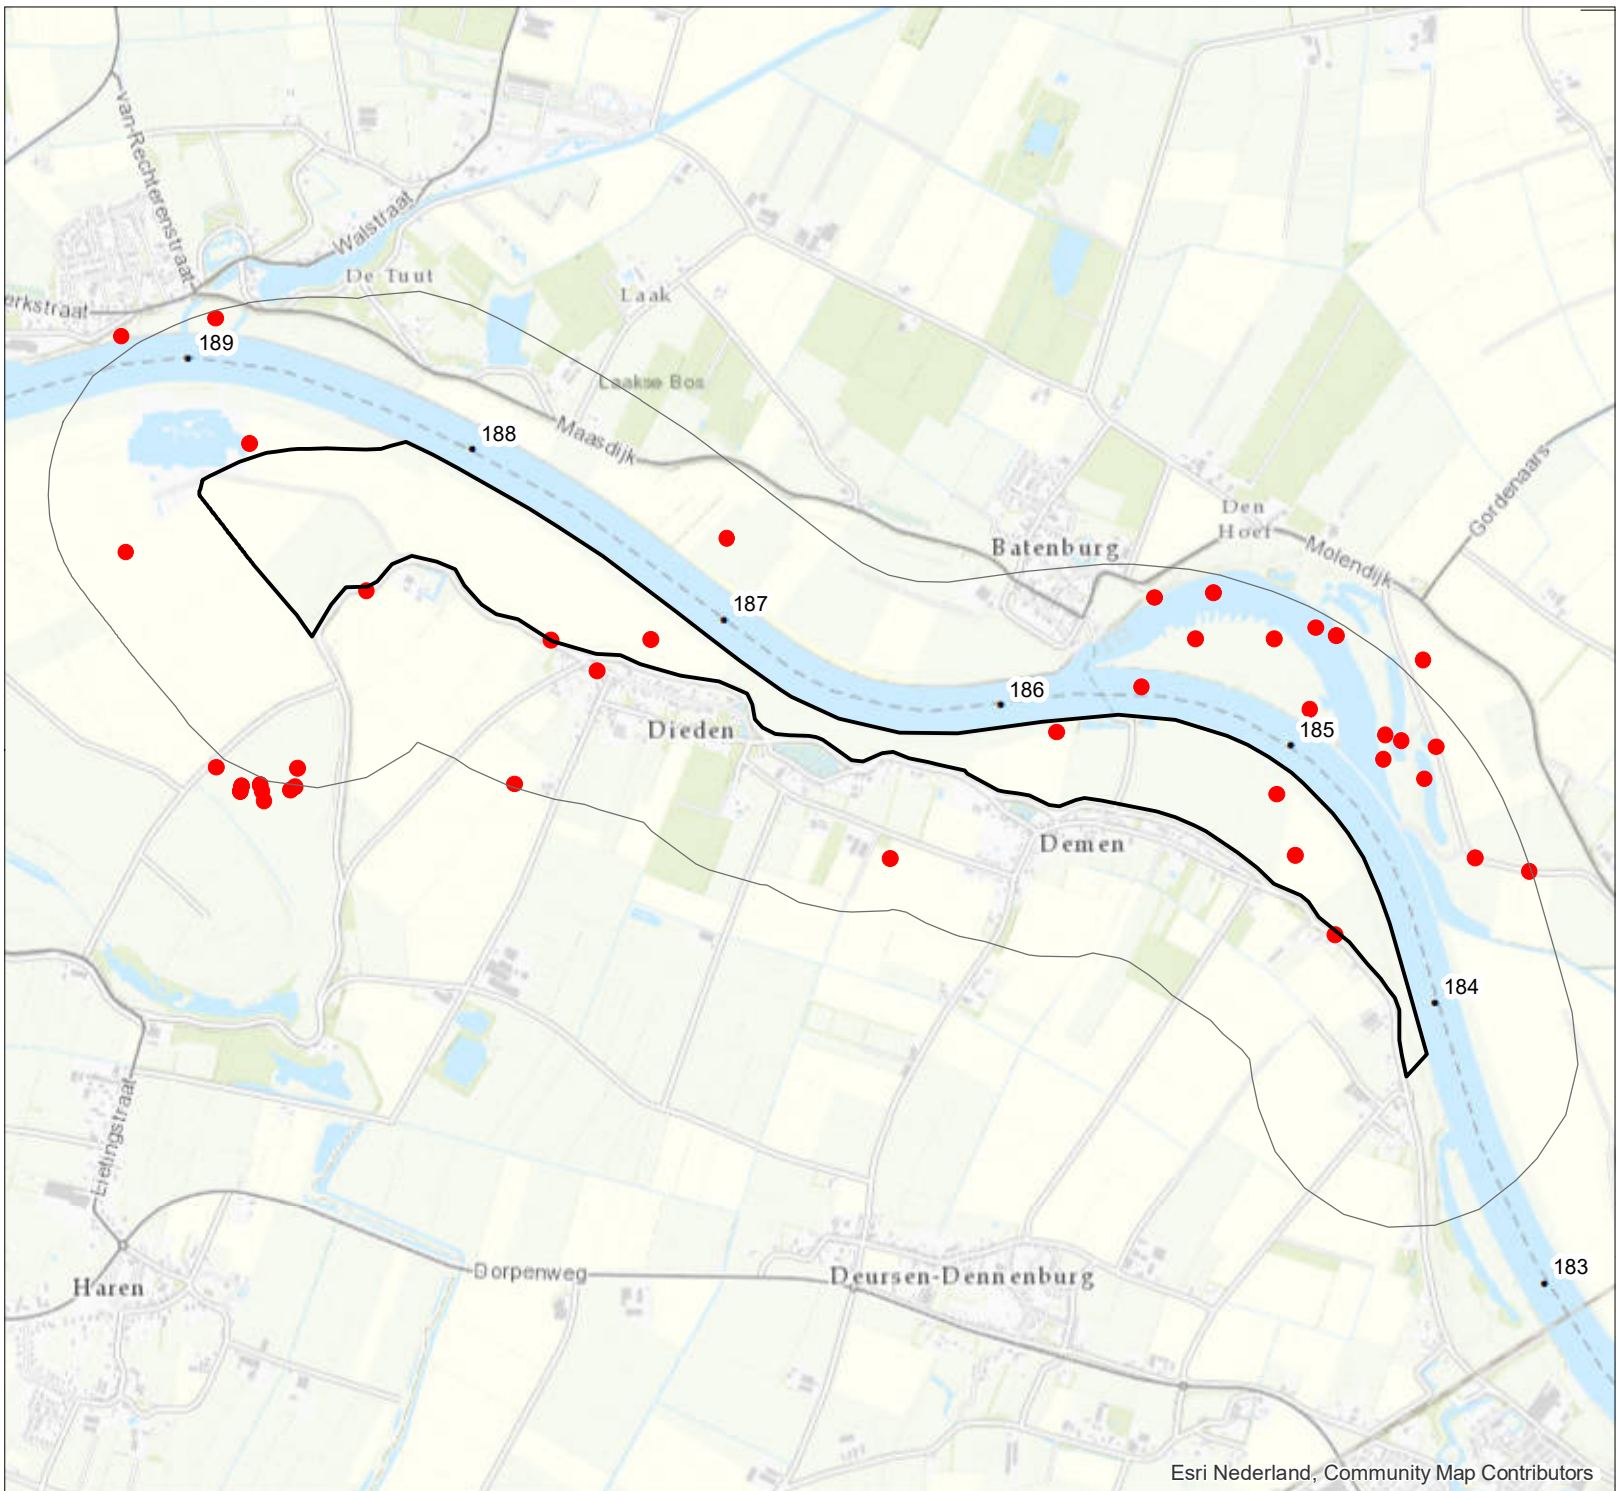 van-Rechterenstraat
Walstraat
De Tuut
erkstraat
Laak
189
Laakse Bos
188
Maasdijk
Gordenaars
Den
Hoef
Molendijk
Batenburg
187
186
185
Dieden
Demen
184
Lietingstraat
183
Dorpenweg
Deursen-Dennenburg
Haren
Esri Nederland, Community Map Contributors